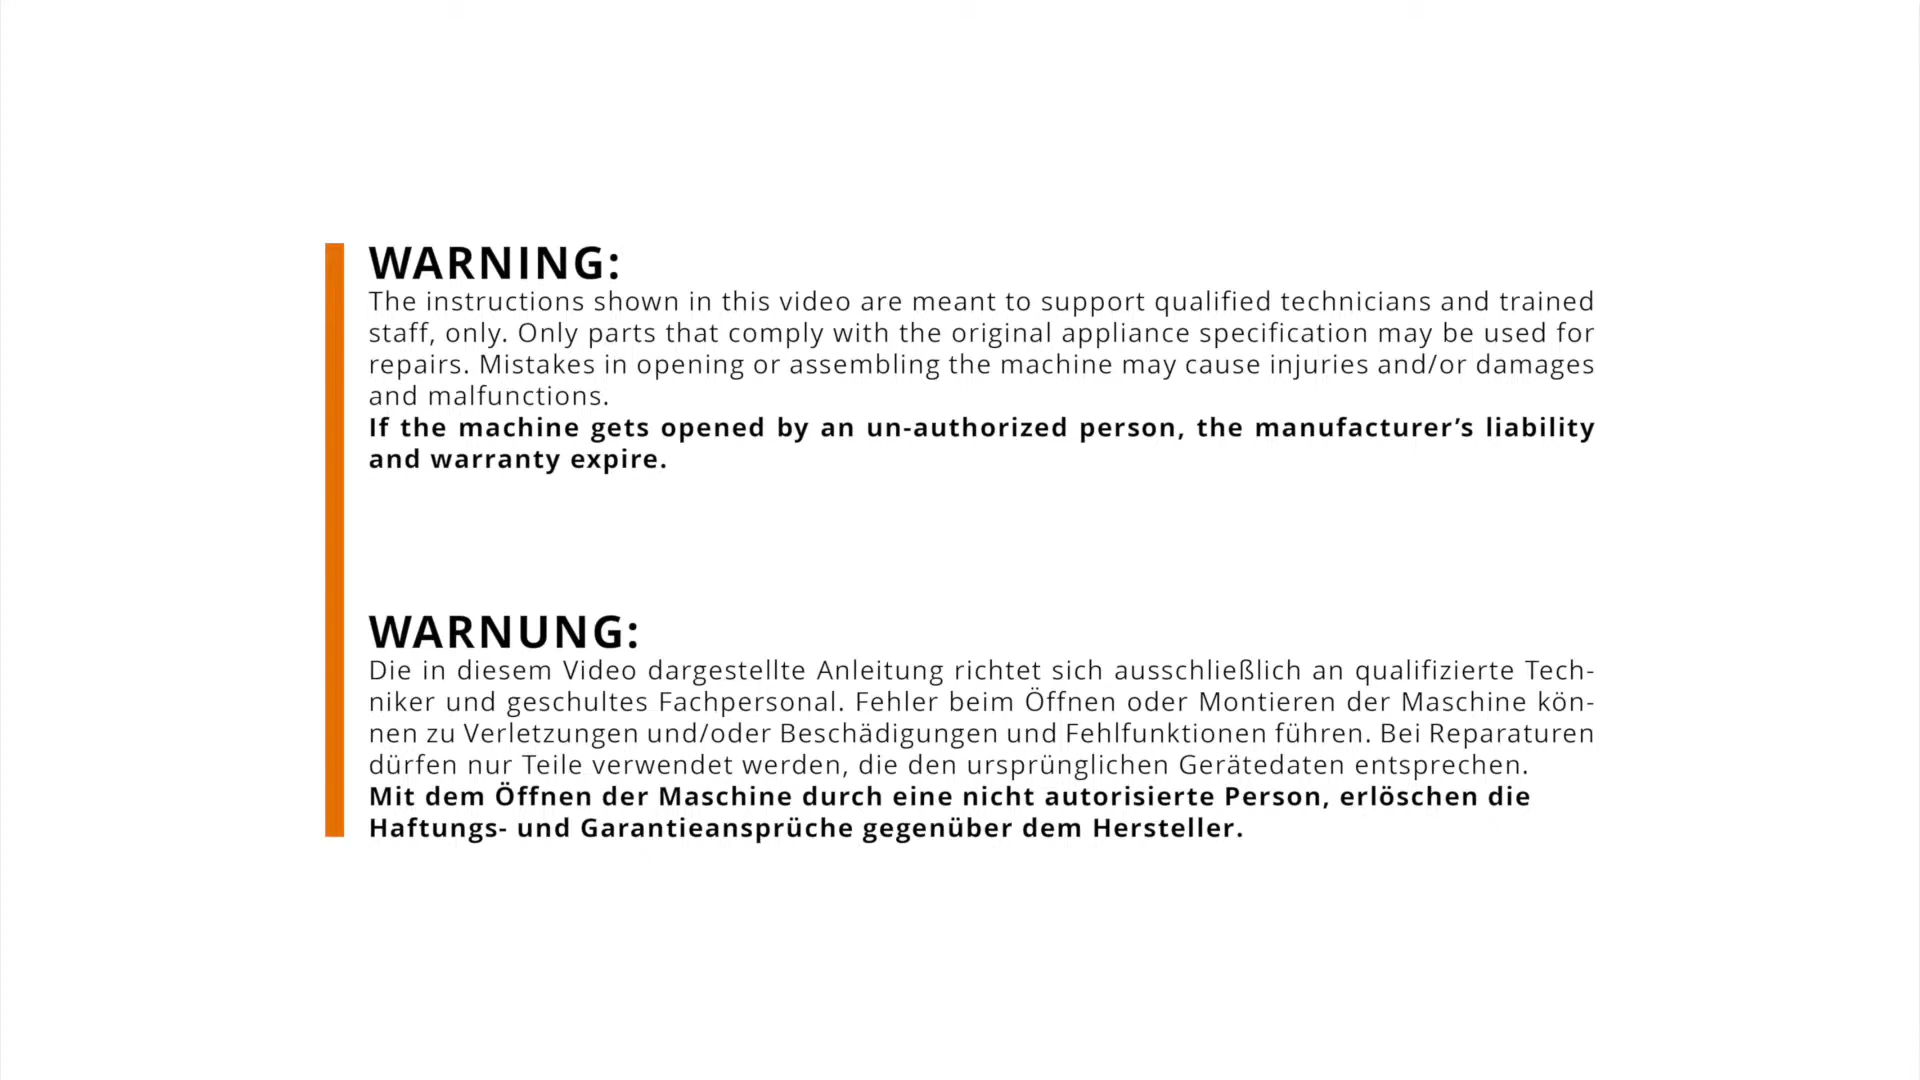 WARNING:
The instructions shown in this video are meant to support qualified technicians and trained
staff, only. Only parts that comply with the original appliance specification may be used for
repairs. Mistakes in opening or assembling the machine may cause injuries and/or damages
and malfunctions.
If the machine gets opened by an un-authorized person, the manufacturer’s liability
and warranty expire.
WARNUNG:
Die in diesem Video dargestellte Anleitung richtet sich ausschließlich an qualifizierte Tech-
niker und geschultes Fachpersonal. Fehler beim Öffnen oder Montieren der Maschine kön-
nen zu Verletzungen und/oder Beschädigungen und Fehlfunktionen führen. Bei Reparaturen
dürfen nur Teile verwendet werden, die den ursprünglichen Gerätedaten entsprechen.
Mit dem Öffnen der Maschine durch eine nicht autorisierte Person, erlöschen die
Haftungs- und Garantieansprüche gegenüber dem Hersteller.